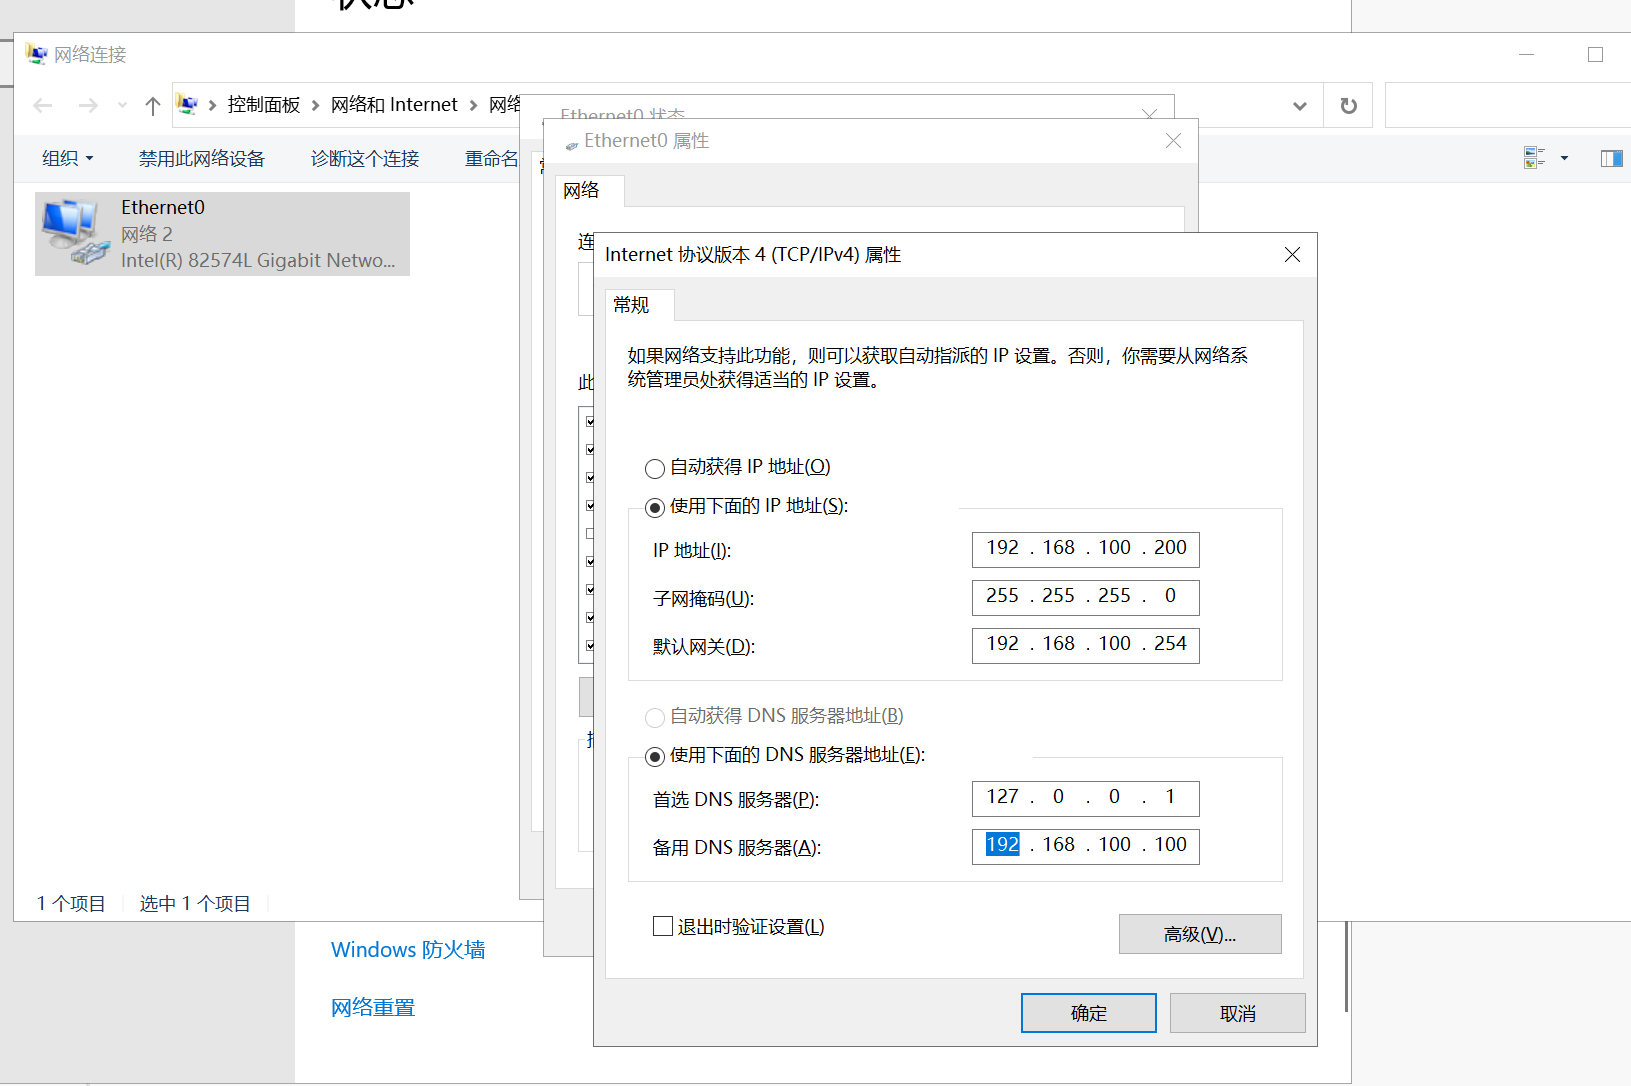 状态
网络连接
控制面板 › 网络和 Internet › 网络
组织
禁用此网络设备
诊断这个连接
重命名
Ethernet0
网络 2
Intel(R) 82574L Gigabit Netwo...
Ethernet0 状态
Ethernet0 属性
网络
连
此
Internet 协议版本 4 (TCP/IPv4) 属性
常规
如果网络支持此功能，则可以获取自动指派的 IP 设置。否则，你需要从网络系
统管理员处获得适当的 IP 设置。
自动获得 IP 地址(O)
使用下面的 IP 地址(S):
IP 地址(I): 192 . 168 . 100 . 200
子网掩码(U): 255 . 255 . 255 . 0
默认网关(D): 192 . 168 . 100 . 254
自动获得 DNS 服务器地址(B)
使用下面的 DNS 服务器地址(E):
首选 DNS 服务器(P): 127 . 0 . 0 . 1
备用 DNS 服务器(A): 192 . 168 . 100 . 100
退出时验证设置(L)
高级(V)...
确定
取消
1 个项目
选中 1 个项目
Windows 防火墙
网络重置